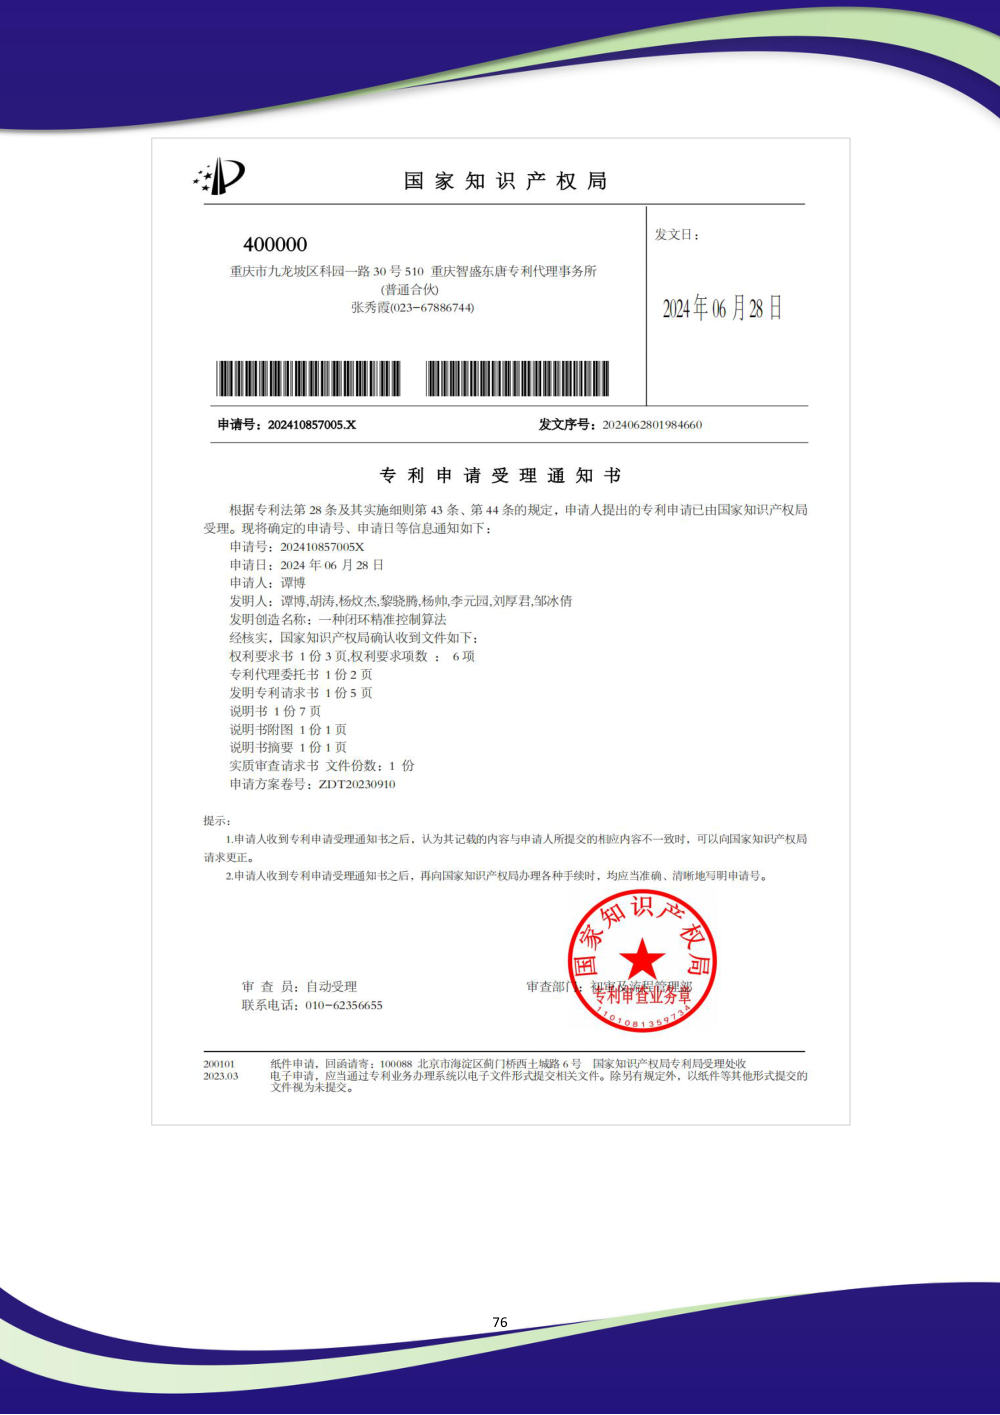 国家知识产权局
400000
重庆市九龙坡区科园一路 30 号 510 重庆智盛东唐专利代理事务所
(普通合伙)
张秀霞(023-67886744)
发文日：
2024年 06 月 28 日
申请号：202410857005.X
发文序号：2024062801984660
专利申请受理通知书
根据专利法第 28 条及其实施细则第 43 条、第 44 条的规定，申请人提出的专利申请已由国家知识产权局
受理。现将确定的申请号、申请日等信息通知如下：
申请号：202410857005X
申请日：2024 年 06 月 28 日
申请人：谭博
发明人：谭博,胡涛,杨炆杰,黎骁腾,杨帅,李元园,刘厚君,邹冰倩
发明创造名称：一种闭环精准控制算法
经核实，国家知识产权局确认收到文件如下：
权利要求书 1 份 3 页,权利要求项数 ： 6 项
专利代理委托书 1 份 2 页
发明专利请求书 1 份 5 页
说明书 1 份 7 页
说明书附图 1 份 1 页
说明书摘要 1 份 1 页
实质审查请求书 文件份数：1 份
申请方案卷号：ZDT20230910
提示：
1.申请人收到专利申请受理通知书之后，认为其记载的内容与申请人所提交的相应内容不一致时，可以向国家知识产权局
请求更正。
2.申请人收到专利申请受理通知书之后，再向国家知识产权局办理各种手续时，均应当准确、清晰地写明申请号。
国家知识产权局
审 查 员：自动受理
审查部门：初审及流程管理部
专利审查业务章
联系电话：010-62356655
1101081359734
200101 纸件申请，回函请寄：100088 北京市海淀区蓟门桥西土城路 6 号 国家知识产权局专利局受理处收
2023.03 电子申请，应当通过专利业务办理系统以电子文件形式提交相关文件。除另有规定外，以纸件等其他形式提交的
文件视为未提交。
76